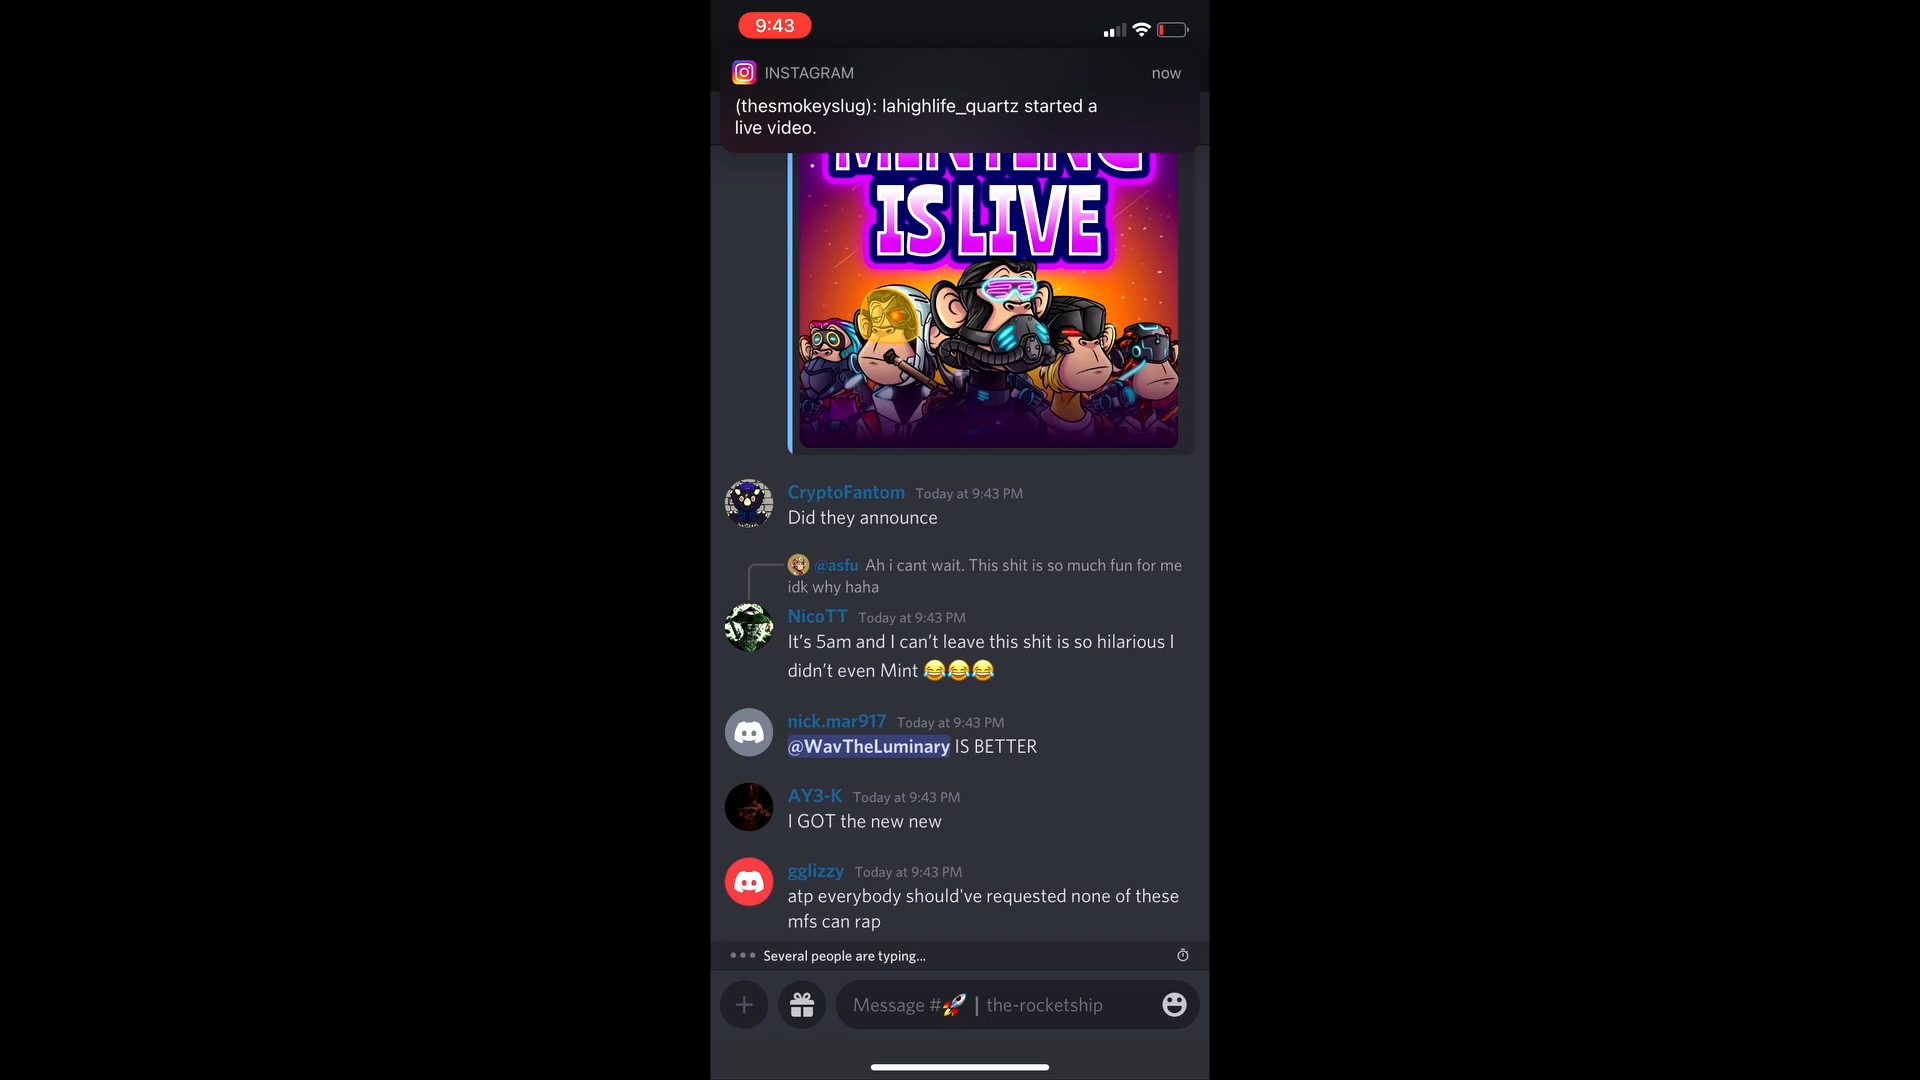 9:43
INSTAGRAM
now
(thesmokeyslug): lahighlife_quartz started a
live video.
MINTING
IS LIVE
CryptoFantom Today at 9:43 PM
Did they announce
@asfu Ah i cant wait. This shit is so much fun for me
idk why haha
NicoTT Today at 9:43 PM
It's 5am and I can't leave this shit is so hilarious I
didn't even Mint 😂😂😂
nick.mar917 Today at 9:43 PM
@WavTheLuminary IS BETTER
AY3-K Today at 9:43 PM
I GOT the new new
gglizzy Today at 9:43 PM
atp everybody should've requested none of these
mfs can rap
Several people are typing...
Message #🚀 | the-rocketship